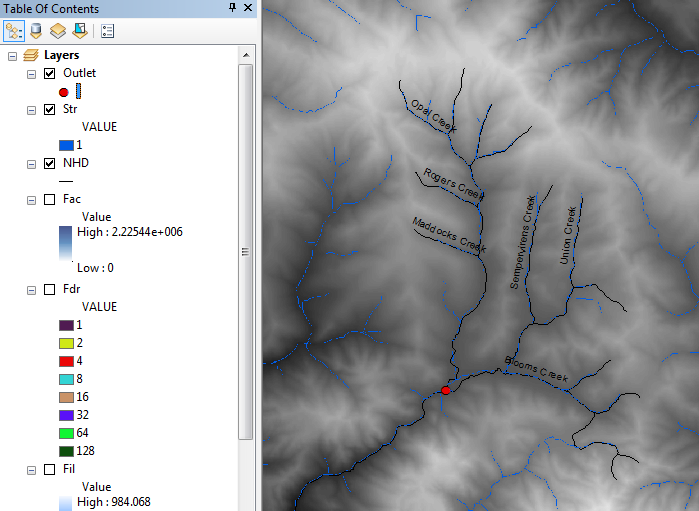 Table Of Contents
Layers
Outlet
Str
VALUE
1
NHD
Fac
Value
High : 2.22544e+006
Low : 0
Fdr
VALUE
1
2
4
8
16
32
64
128
Fil
Value
High : 984.068
Opal Creek
Rogers Creek
Maddocks Creek
Sempervirens Creek
Union Creek
Blooms Creek